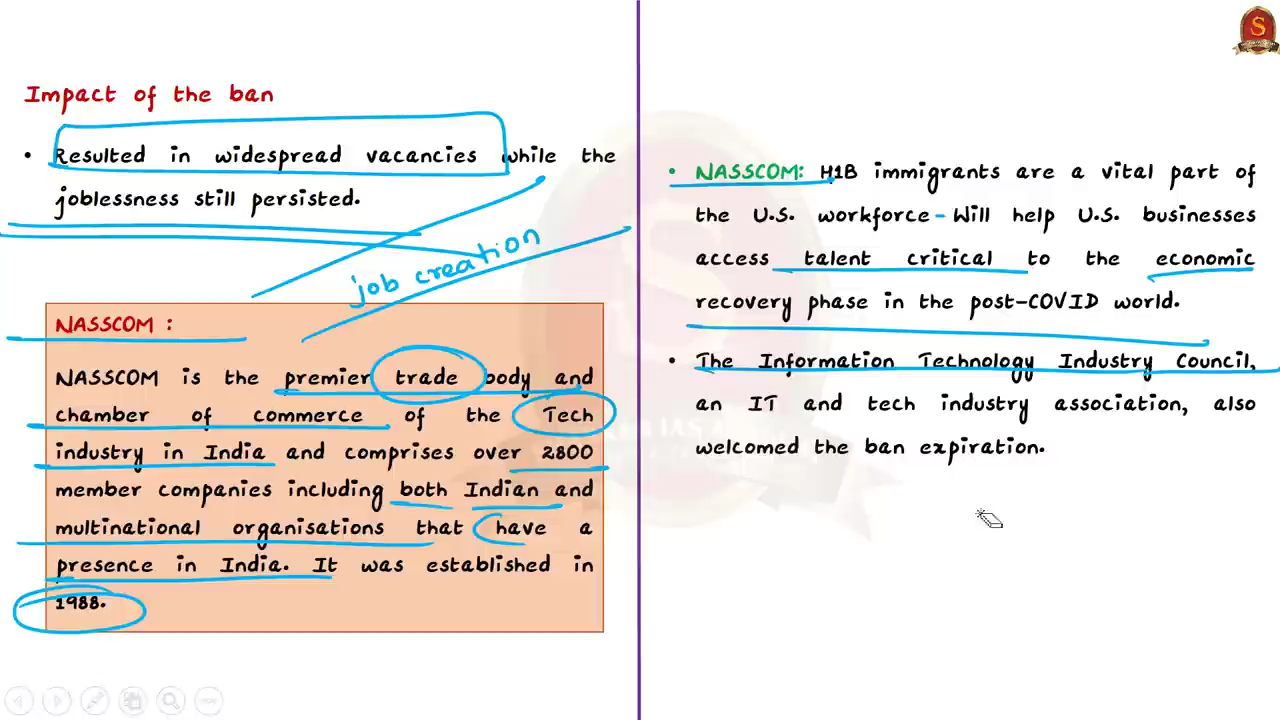 Impact of the ban
• Resulted in widespread vacancies while the
joblessness still persisted.
job creation
NASSCOM :
NASSCOM is the premier trade body and
chamber of commerce of the Tech
industry in India and comprises over 2800
member companies including both Indian and
multinational organisations that have a
presence in India. It was established in
1988.
S
• NASSCOM: H1B immigrants are a vital part of
the U.S. workforce - Will help U.S. businesses
access talent critical to the economic
recovery phase in the post-COVID world.
• The Information Technology Industry Council,
an IT and tech industry association, also
welcomed the ban expiration.